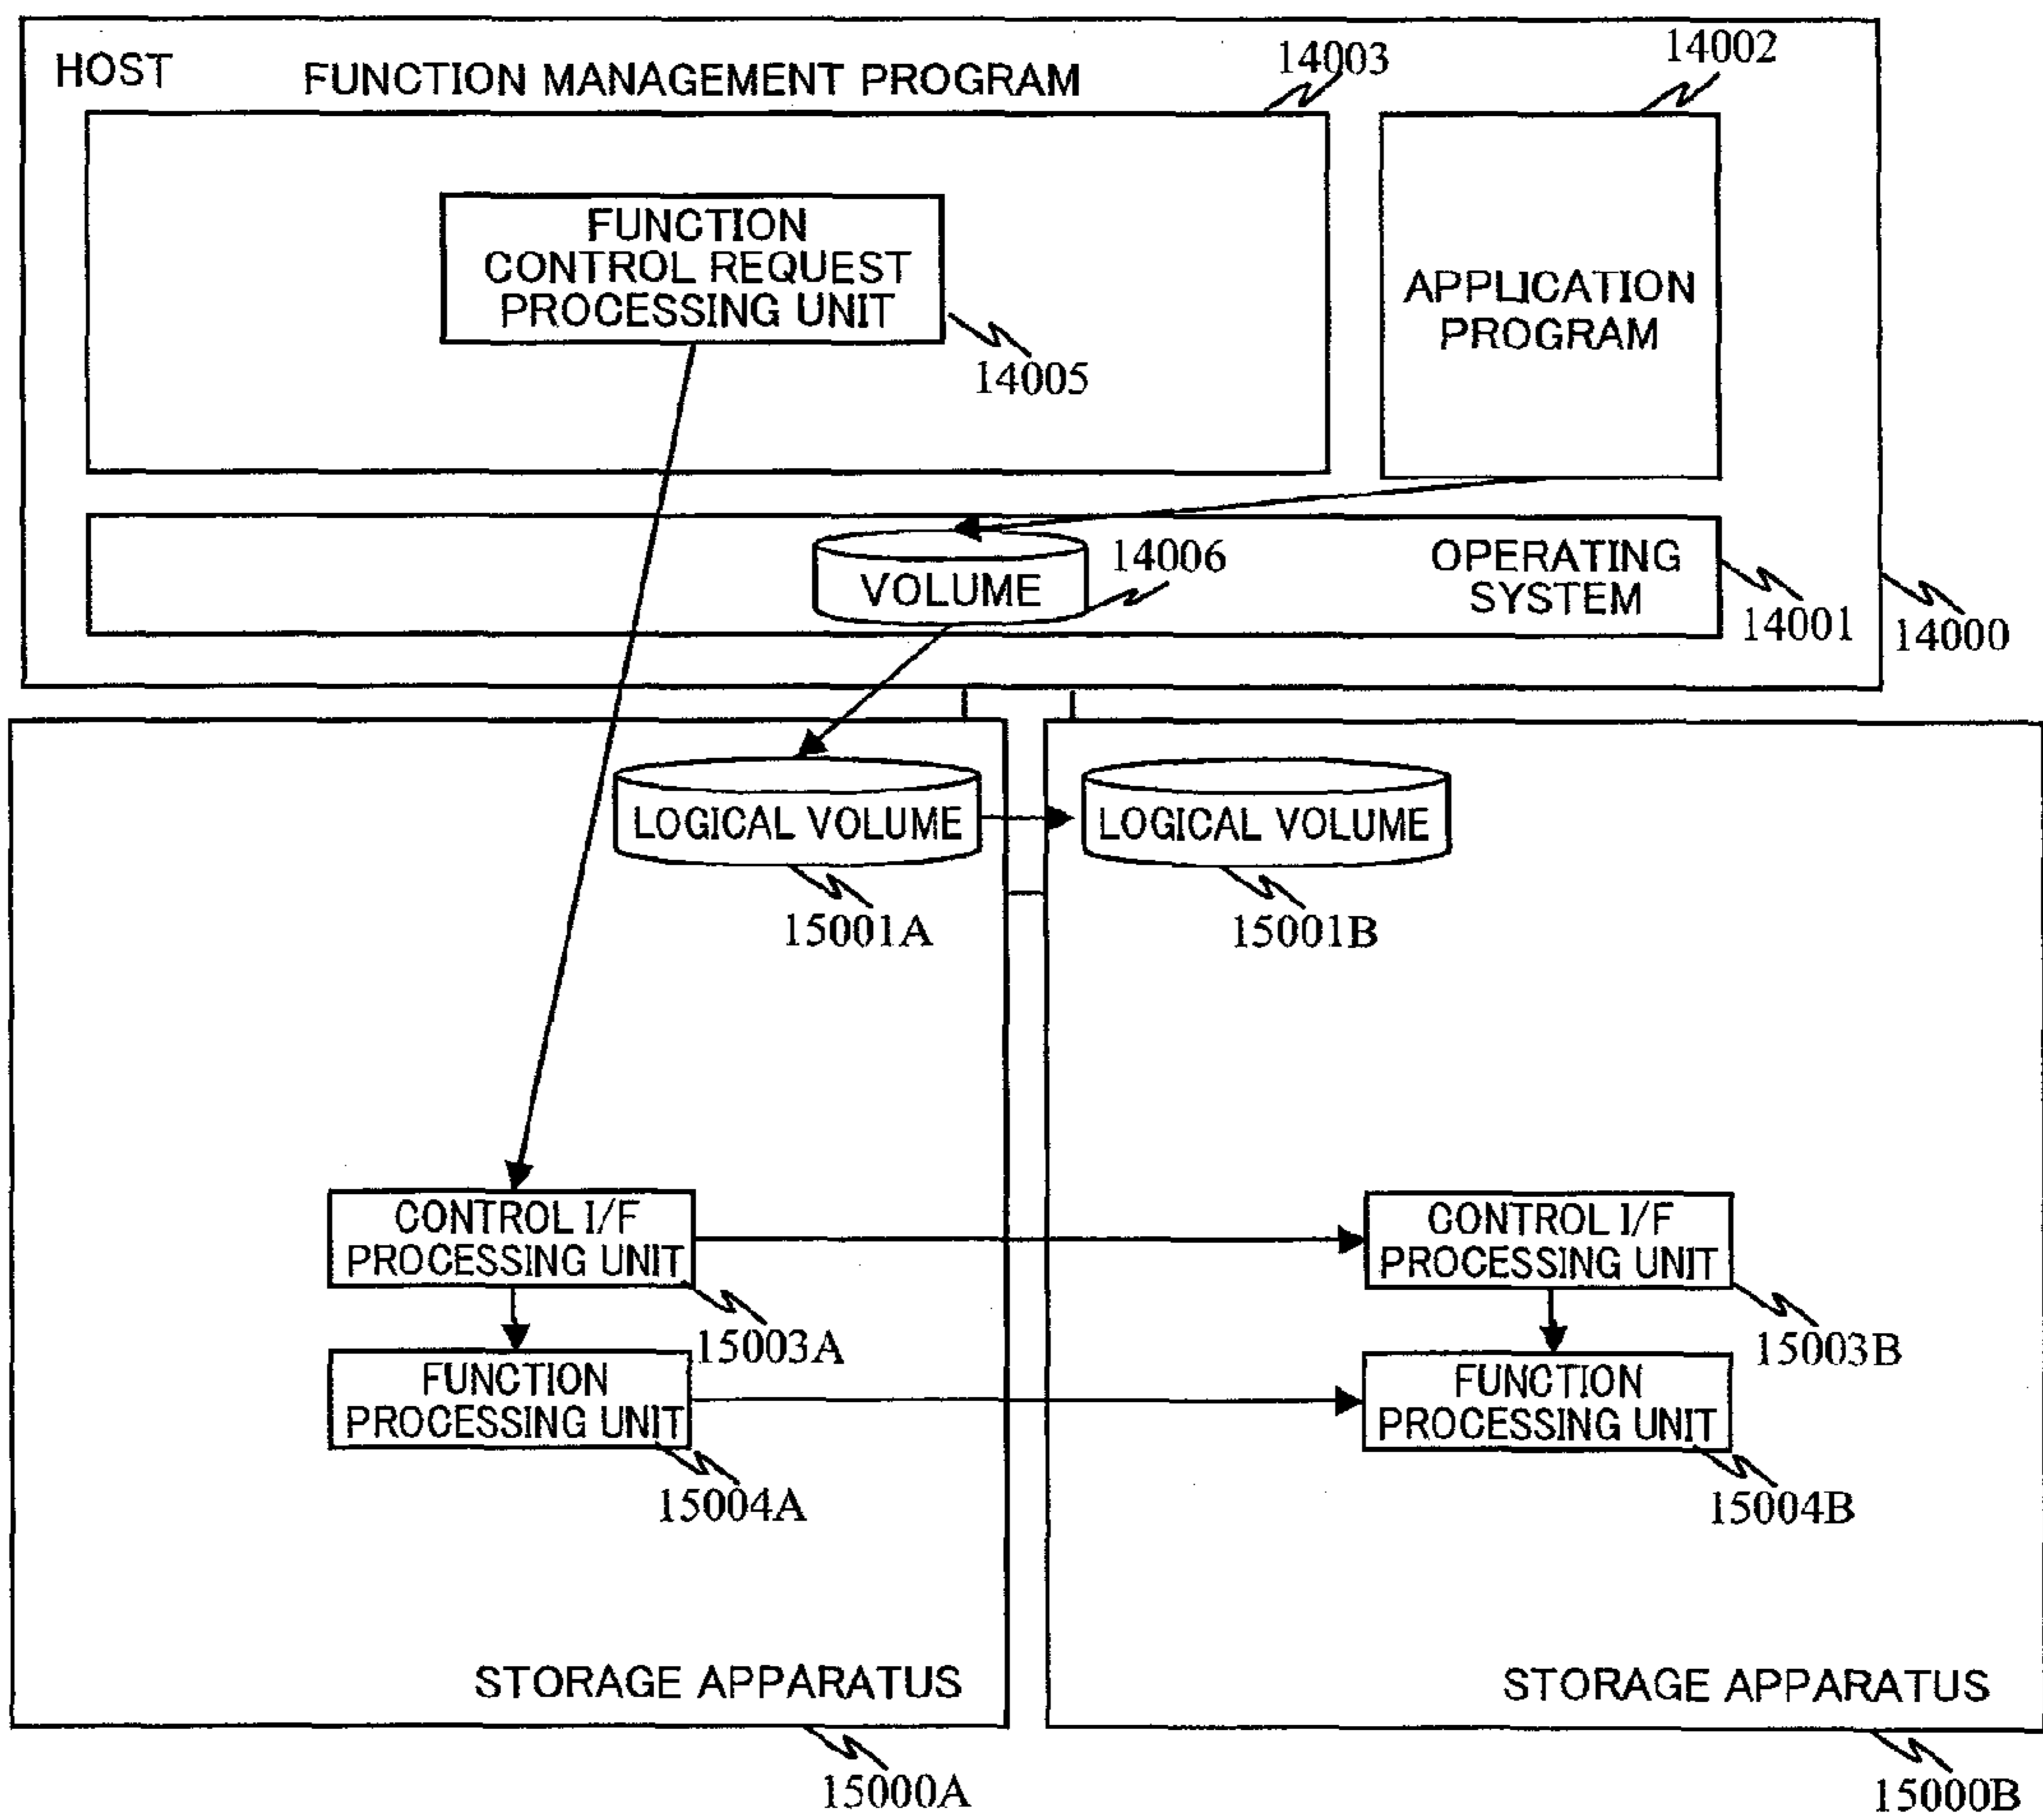 HOST
FUNCTION MANAGEMENT PROGRAM
14003
14002
FUNCTION
CONTROL REQUEST
PROCESSING UNIT
14005
APPLICATION
PROGRAM
VOLUME
14006
OPERATING
SYSTEM
14001
14000
LOGICAL VOLUME
15001A
LOGICAL VOLUME
15001B
CONTROL I/F
PROCESSING UNIT
15003A
CONTROL I/F
PROCESSING UNIT
15003B
FUNCTION
PROCESSING UNIT
15004A
FUNCTION
PROCESSING UNIT
15004B
STORAGE APPARATUS
15000A
STORAGE APPARATUS
15000B